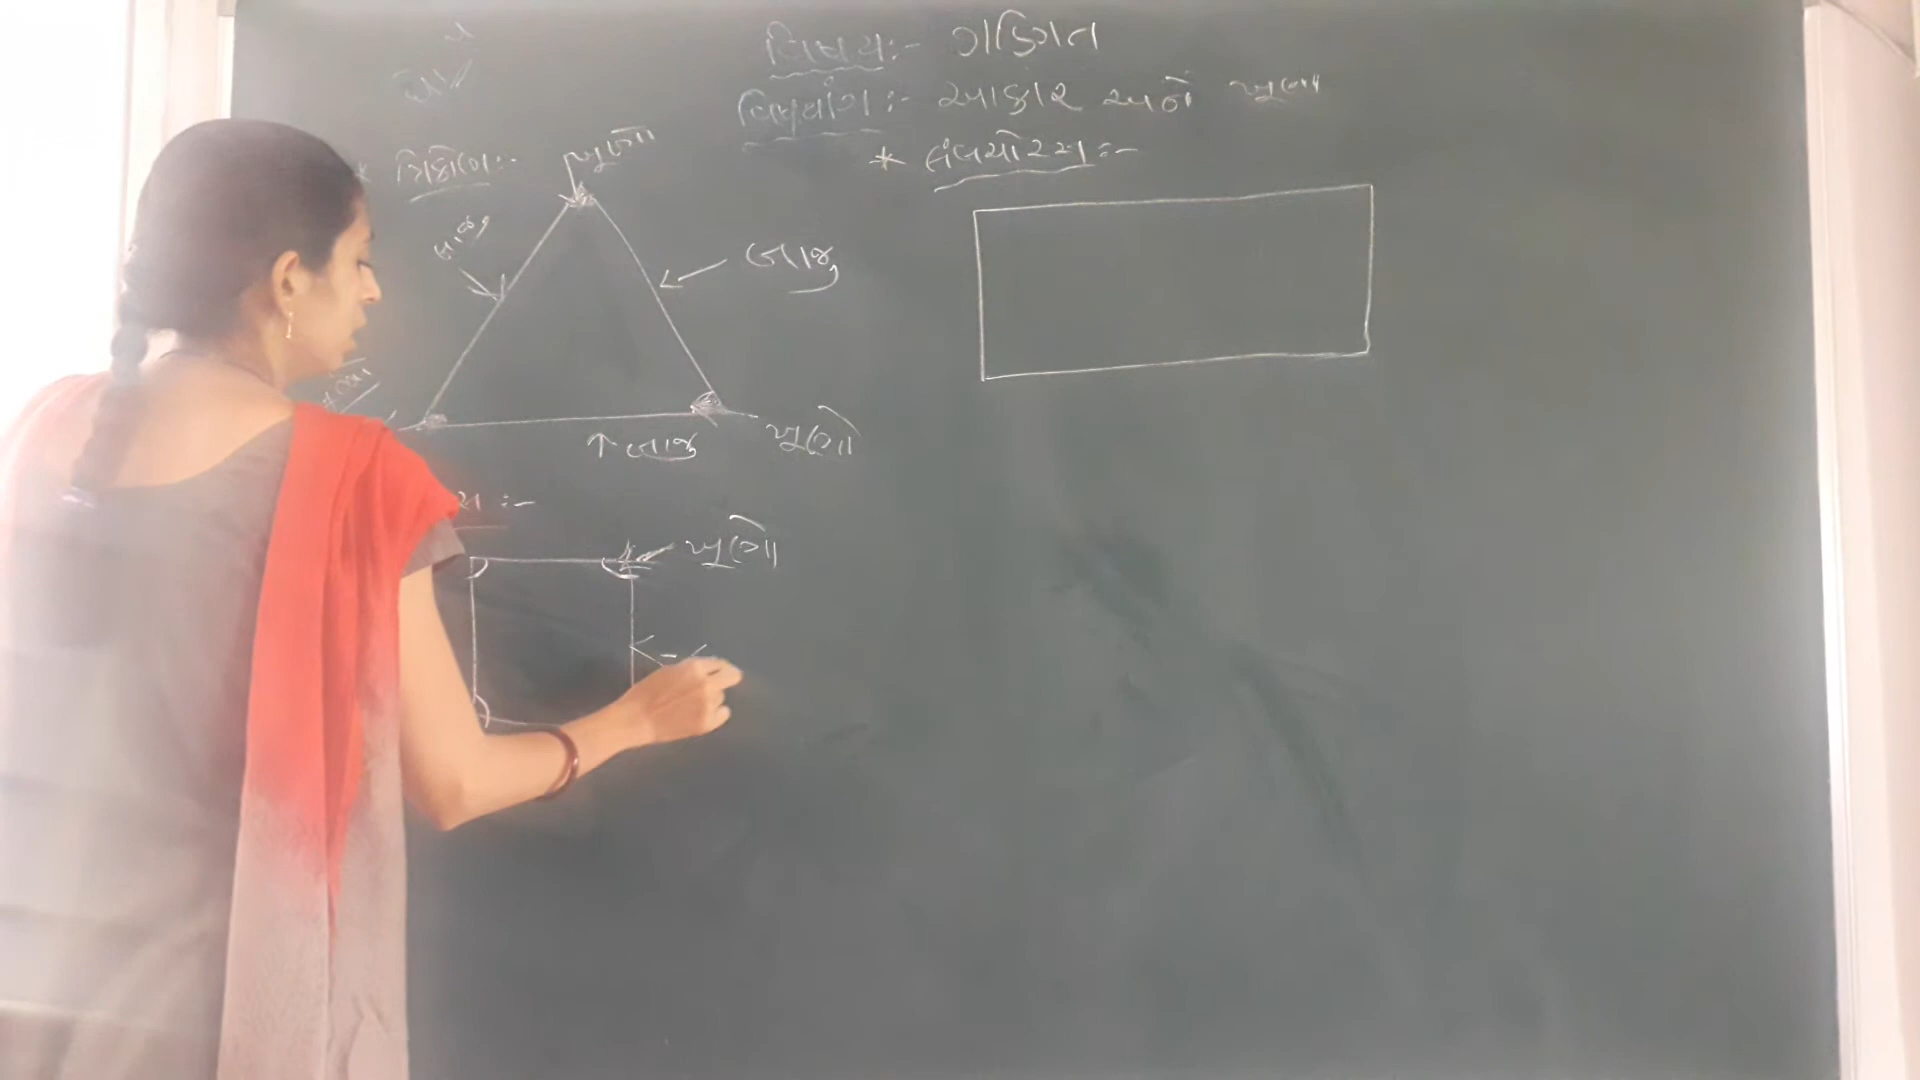 વિષય :- ગણિત
વિષયાંગ :- આકાર અને ખૂણા
* ત્રિકોણ :-
ખૂણો
બાજુ
બાજુ
ખૂણો
↑ બાજુ
* લંબચોરસ :-
સ :-
ખૂણો